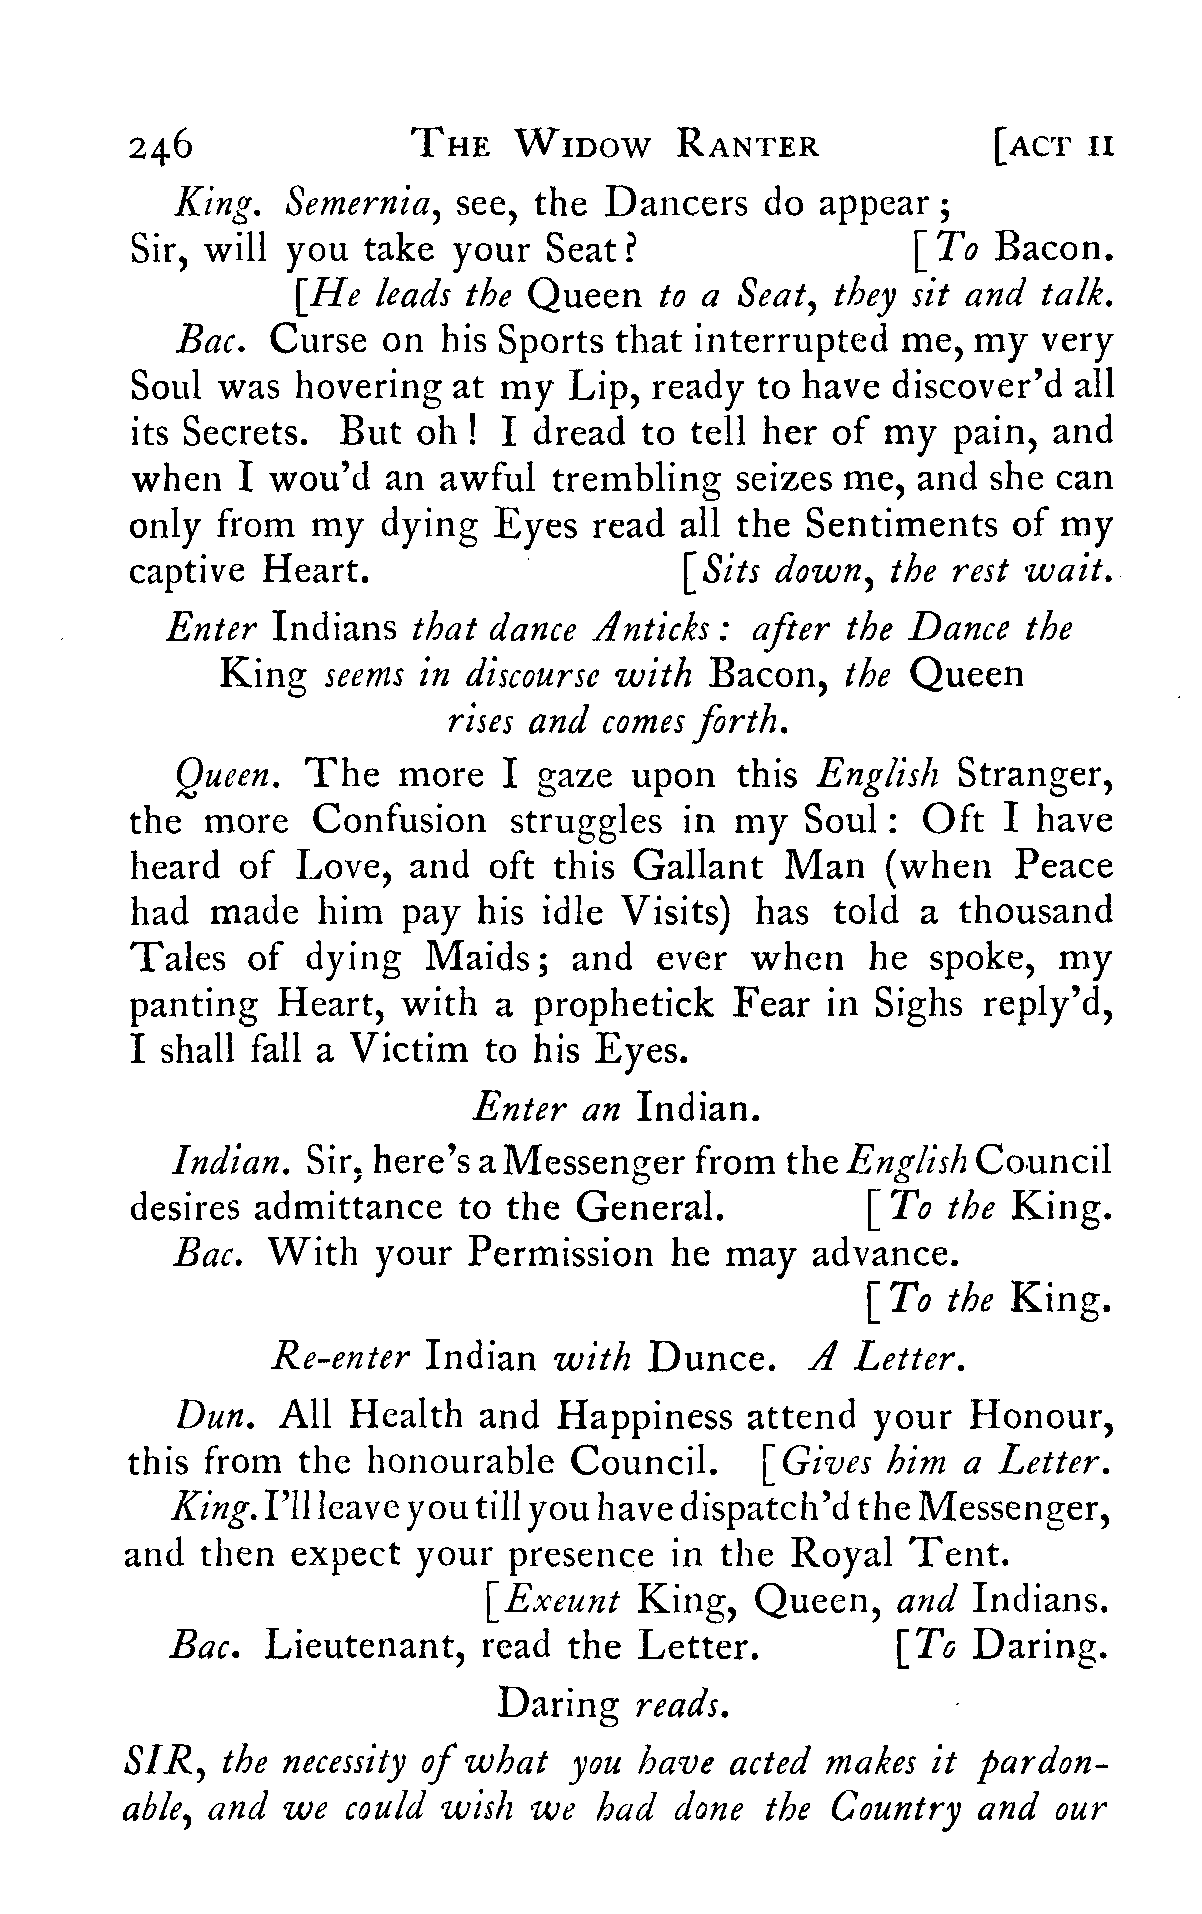 246 THE WIDOW RANTER [ACT II
King. Semernia, see, the Dancers do appear;
Sir, will you take your Seat? [To Bacon.
[He leads the Queen to a Seat, they sit and talk.
Bac. Curse on his Sports that interrupted me, my very
Soul was hovering at my Lip, ready to have discover'd all
its Secrets. But oh! I dread to tell her of my pain, and
when I wou'd an awful trembling seizes me, and she can
only from my dying Eyes read all the Sentiments of my
captive Heart. [Sits down, the rest wait.
Enter Indians that dance Anticks: after the Dance the
King seems in discourse with Bacon, the Queen
rises and comes forth.
Queen. The more I gaze upon this English Stranger,
the more Confusion struggles in my Soul: Oft I have
heard of Love, and oft this Gallant Man (when Peace
had made him pay his idle Visits) has told a thousand
Tales of dying Maids; and ever when he spoke, my
panting Heart, with a prophetick Fear in Sighs reply'd,
I shall fall a Victim to his Eyes.
Enter an Indian.
Indian. Sir, here's a Messenger from the English Council
desires admittance to the General. [To the King.
Bac. With your Permission he may advance.
[To the King.
Re-enter Indian with Dunce. A Letter.
Dun. All Health and Happiness attend your Honour,
this from the honourable Council. [Gives him a Letter.
King. I'll leave you till you have dispatch'd the Messenger,
and then expect your presence in the Royal Tent.
[Exeunt King, Queen, and Indians.
Bac. Lieutenant, read the Letter. [To Daring.
Daring reads.
SIR, the necessity of what you have acted makes it pardon-
able, and we could wish we had done the Country and our